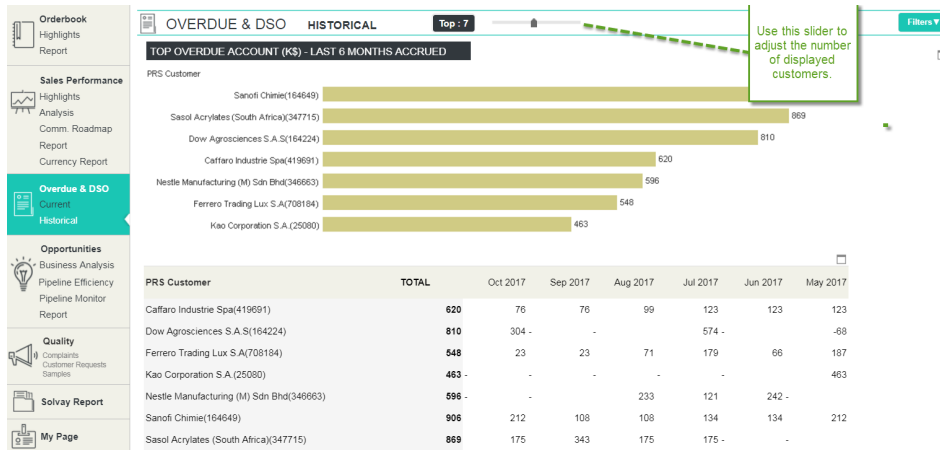 Orderbook
Highlights
Report
Sales Performance
Highlights
Analysis
Comm. Roadmap
Report
Currency Report
Overdue & DSO
Current
Historical
Opportunities
Business Analysis
Pipeline Efficiency
Pipeline Monitor
Report
Quality
Complaints
Customer Requests
Samples
Solvay Report
My Page
OVERDUE & DSO HISTORICAL Top : 7 Filters▼
Use this slider to
adjust the number
of displayed
customers.
TOP OVERDUE ACCOUNT (K$) - LAST 6 MONTHS ACCRUED
PRS Customer
Sanofi Chimie(164649)
Sasol Acrylates (South Africa)(347715) 869
Dow Agrosciences S.A.S(164224) 810
Caffaro Industrie Spa(419691) 620
Nestle Manufacturing (M) Sdn Bhd(346663) 596
Ferrero Trading Lux S.A(708184) 548
Kao Corporation S.A.(25080) 463
PRS Customer TOTAL Oct 2017 Sep 2017 Aug 2017 Jul 2017 Jun 2017 May 2017
Caffaro Industrie Spa(419691) 620 76 76 99 123 123 123
Dow Agrosciences S.A.S(164224) 810 304 - - 574 - -68
Ferrero Trading Lux S.A(708184) 548 23 23 71 179 66 187
Kao Corporation S.A.(25080) 463 - - - - - 463
Nestle Manufacturing (M) Sdn Bhd(346663) 596 - - 233 121 242 -
Sanofi Chimie(164649) 906 212 108 108 134 134 212
Sasol Acrylates (South Africa)(347715) 869 175 343 175 175 - -